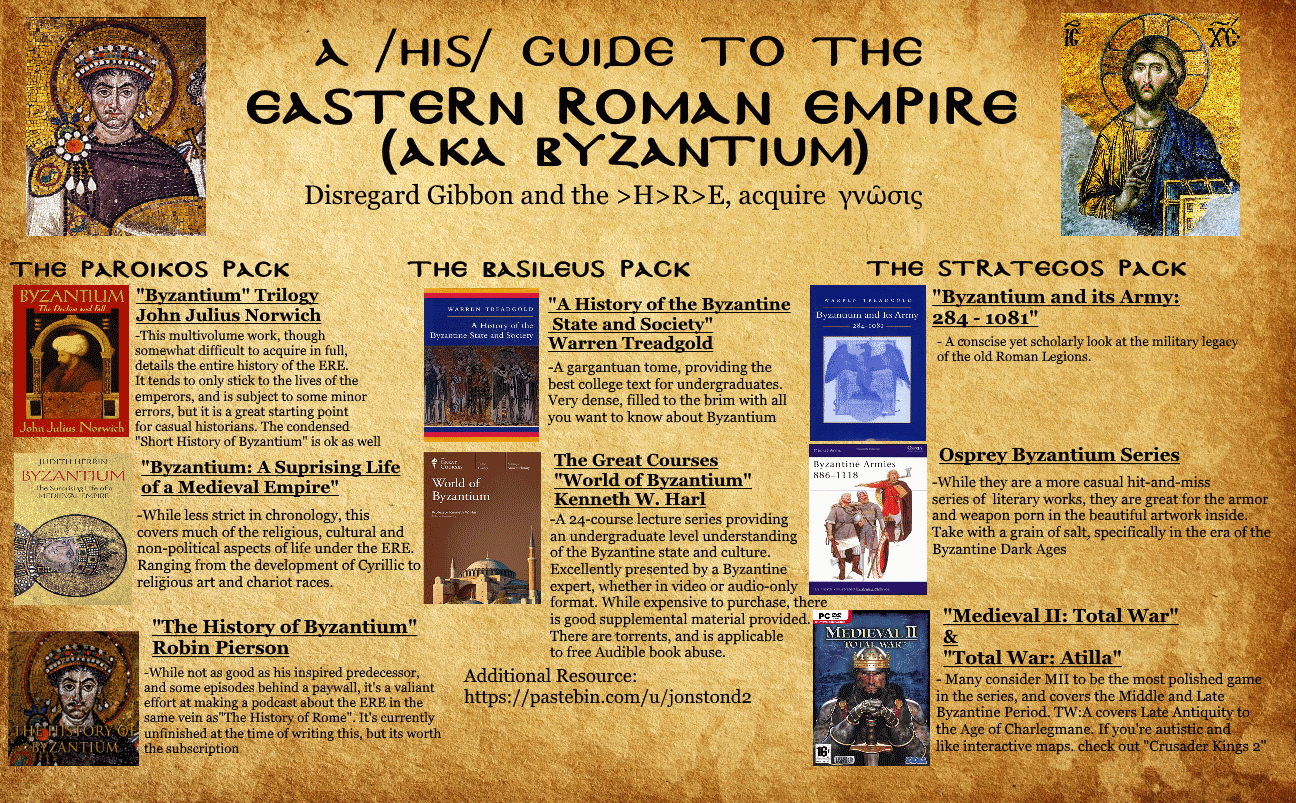 A /HIS/ GUIDE TO THE
EASTERN ROMAN EMPIRE
(AKA BYZANTIUM)
Disregard Gibbon and the >H>R>E, acquire γνῶσις
IC
XC
THE PAROIKOS PACK
BYZANTIUM
The Decline and Fall
John Julius Norwich
"Byzantium" Trilogy
John Julius Norwich
-This multivolume work, though
somewhat difficult to acquire in full,
details the entire history of the ERE.
It tends to only stick to the lives of the
emperors, and is subject to some minor
errors, but it is a great starting point
for casual historians. The condensed
"Short History of Byzantium" is ok as well
JUDITH HERRIN
BYZANTIUM
The Surprising Life of a
MEDIEVAL EMPIRE
"Byzantium: A Suprising Life
of a Medieval Empire"
-While less strict in chronology, this
covers much of the religious, cultural and
non-political aspects of life under the ERE.
Ranging from the development of Cyrillic to
religious art and chariot races.
THE HISTORY OF
BYZANTIUM
"The History of Byzantium"
Robin Pierson
-While not as good as his inspired predecessor,
and some episodes behind a paywall, it's a valiant
effort at making a podcast about the ERE in the
same vein as"The History of Rome". It's currently
unfinished at the time of writing this, but its worth
the subscription
THE BASILEUS PACK
WARREN TREADGOLD
A History of the
Byzantine State and Society
"A History of the Byzantine
State and Society"
Warren Treadgold
-A gargantuan tome, providing the
best college text for undergraduates.
Very dense, filled to the brim with all
you want to know about Byzantium
GREAT COURSES
World of
Byzantium
The Great Courses
"World of Byzantium"
Kenneth W. Harl
-A 24-course lecture series providing
an undergraduate level understanding
of the Byzantine state and culture.
Excellently presented by a Byzantine
expert, whether in video or audio-only
format. While expensive to purchase, there
is good supplemental material provided.
There are torrents, and is applicable
to free Audible book abuse.
Additional Resource:
https://pastebin.com/u/jonstond2
THE STRATEGOS PACK
WARREN TREADGOLD
Byzantium and Its Army
284-1081
"Byzantium and its Army:
284 - 1081"
- A conscise yet scholarly look at the military legacy
of the old Roman Legions.
Byzantine Armies
886–1118
Osprey Byzantium Series
-While they are a more casual hit-and-miss
series of literary works, they are great for the armor
and weapon porn in the beautiful artwork inside.
Take with a grain of salt, specifically in the era of the
Byzantine Dark Ages
PC DVD
MEDIEVAL II
TOTAL WAR
16+
SEGA
"Medieval II: Total War"
&
"Total War: Atilla"
- Many consider MII to be the most polished game
in the series, and covers the Middle and Late
Byzantine Period. TW:A covers Late Antiquity to
the Age of Charlegmane. If you're autistic and
like interactive maps. check out "Crusader Kings 2"